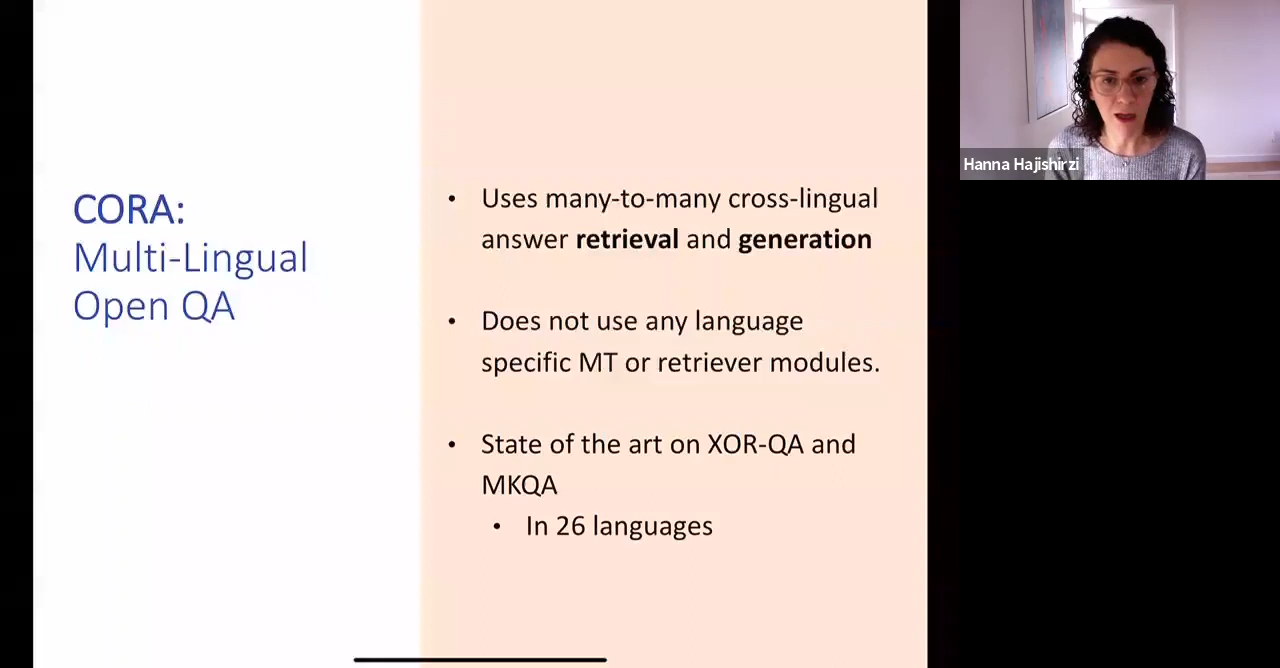 CORA:
Multi-Lingual
Open QA
• Uses many-to-many cross-lingual
answer retrieval and generation
• Does not use any language
specific MT or retriever modules.
• State of the art on XOR-QA and
MKQA
• In 26 languages
Hanna Hajishirzi